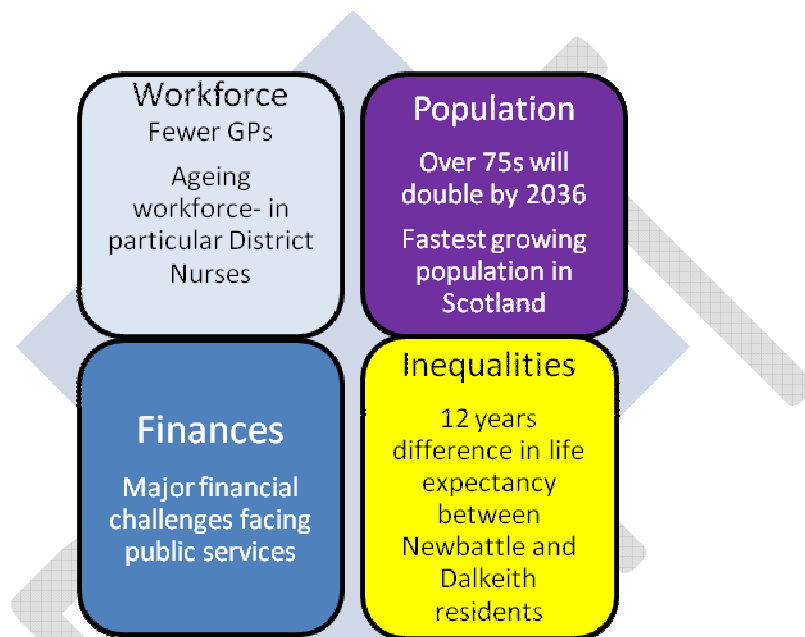 Workforce
Fewer GPs
Ageing
workforce- in
particular District
Nurses
Population
Over 75s will
double by 2036
Fastest growing
population in
Scotland
Finances
Major financial
challenges facing
public services
Inequalities
12 years
difference in life
expectancy
between
Newbattle and
Dalkeith
residents